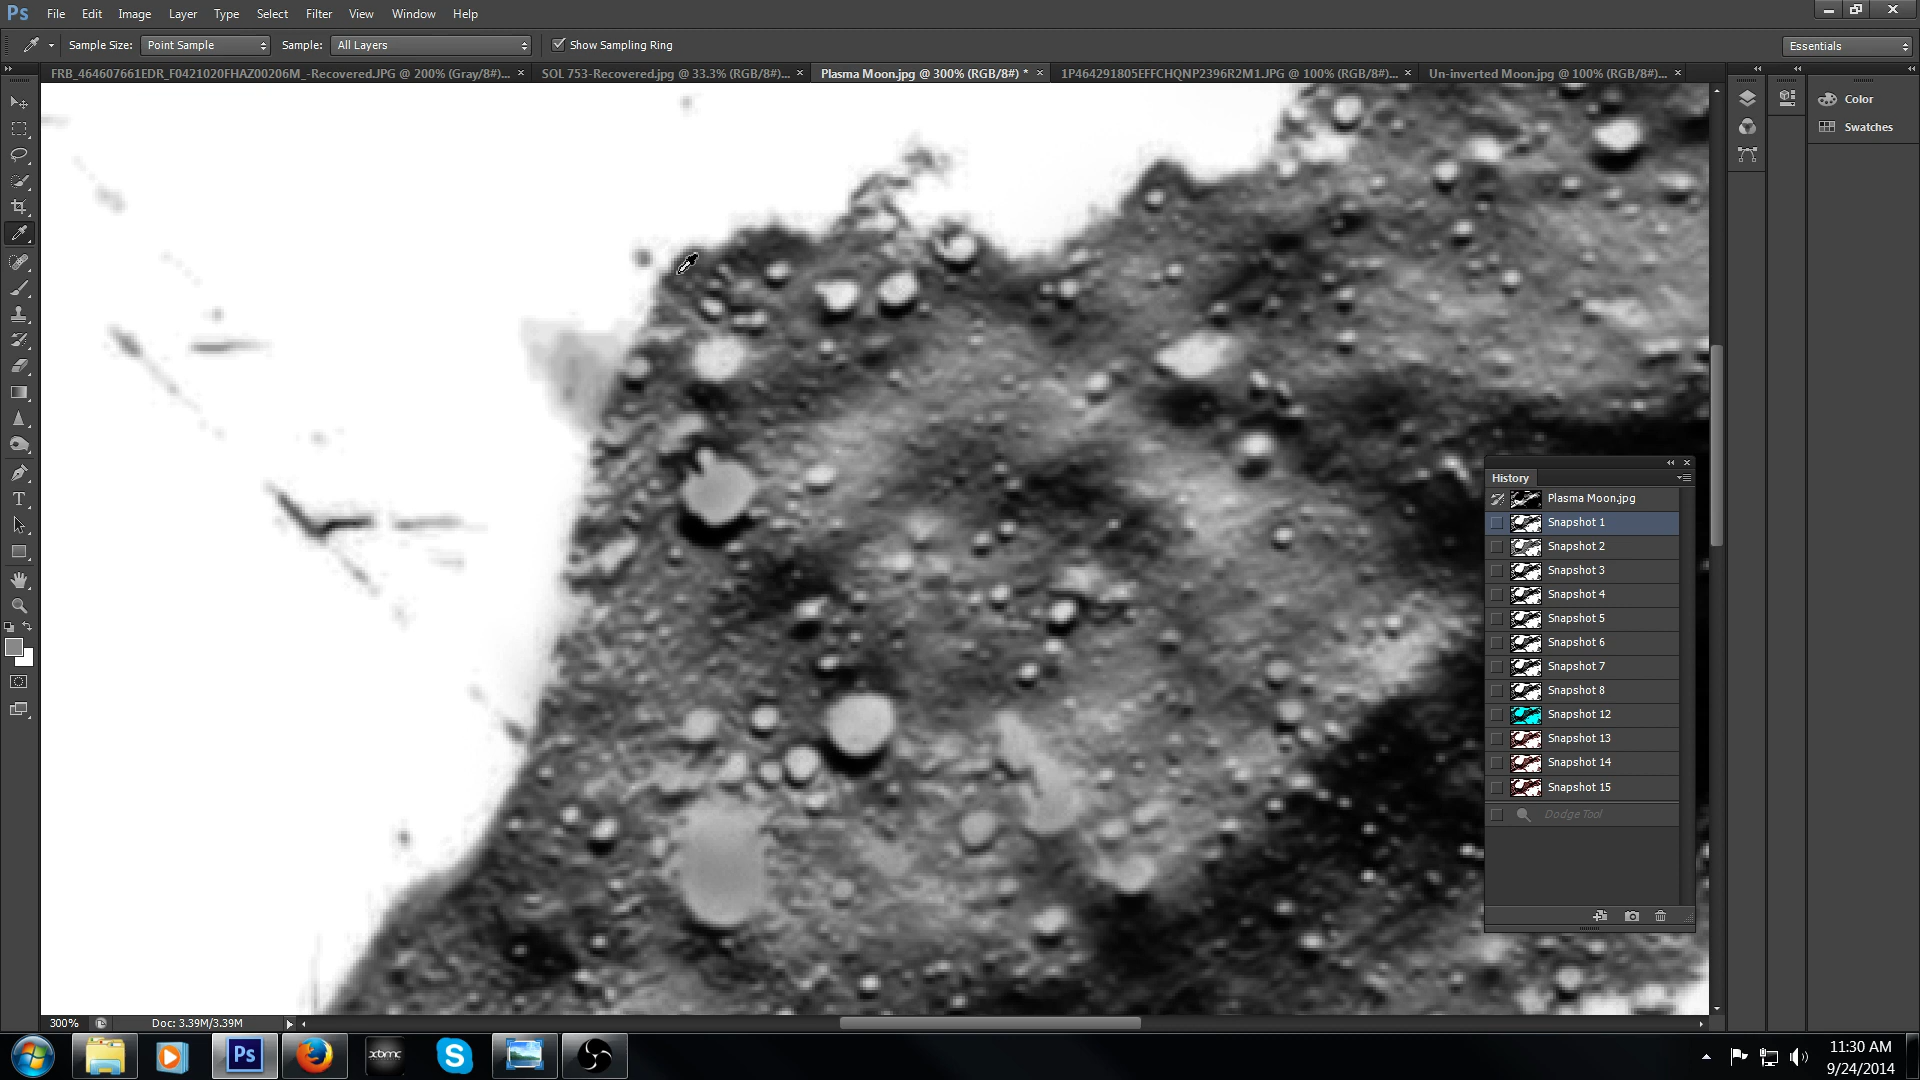 Ps File Edit Image Layer Type Select Filter View Window Help
Sample Size: Point Sample Sample: All Layers Show Sampling Ring Essentials
FRB_464607661EDR_F0421020FHAZ00206M_-Recovered.JPG @ 200% (Gray/8#)... × SOL 753-Recovered.jpg @ 33.3% (RGB/8#)... × Plasma Moon.jpg @ 300% (RGB/8#) * × 1P464291805EFFCHQNP2396R2M1.JPG @ 100% (RGB/8#)... × Un-inverted Moon.jpg @ 100% (RGB/8#)... ×
Color
Swatches
History
Plasma Moon.jpg
Snapshot 1
Snapshot 2
Snapshot 3
Snapshot 4
Snapshot 5
Snapshot 6
Snapshot 7
Snapshot 8
Snapshot 12
Snapshot 13
Snapshot 14
Snapshot 15
Dodge Tool
300% Doc: 3.39M/3.39M
Ps xbmc S
11:30 AM
9/24/2014